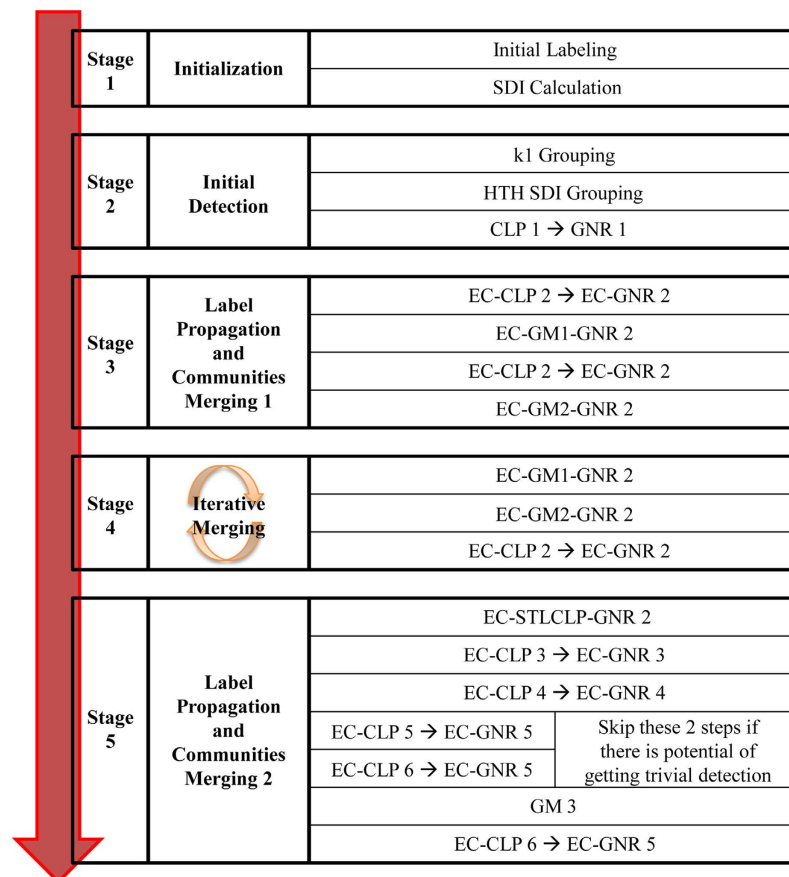 Stage
1
Initialization
Initial Labeling
SDI Calculation
Stage
2
Initial
Detection
k1 Grouping
HTH SDI Grouping
CLP 1 → GNR 1
Stage
3
Label
Propagation
and
Communities
Merging 1
EC-CLP 2 → EC-GNR 2
EC-GM1-GNR 2
EC-CLP 2 → EC-GNR 2
EC-GM2-GNR 2
Stage
4
Iterative
Merging
EC-GM1-GNR 2
EC-GM2-GNR 2
EC-CLP 2 → EC-GNR 2
Stage
5
Label
Propagation
and
Communities
Merging 2
EC-STLCLP-GNR 2
EC-CLP 3 → EC-GNR 3
EC-CLP 4 → EC-GNR 4
EC-CLP 5 → EC-GNR 5
EC-CLP 6 → EC-GNR 5
Skip these 2 steps if
there is potential of
getting trivial detection
GM 3
EC-CLP 6 → EC-GNR 5